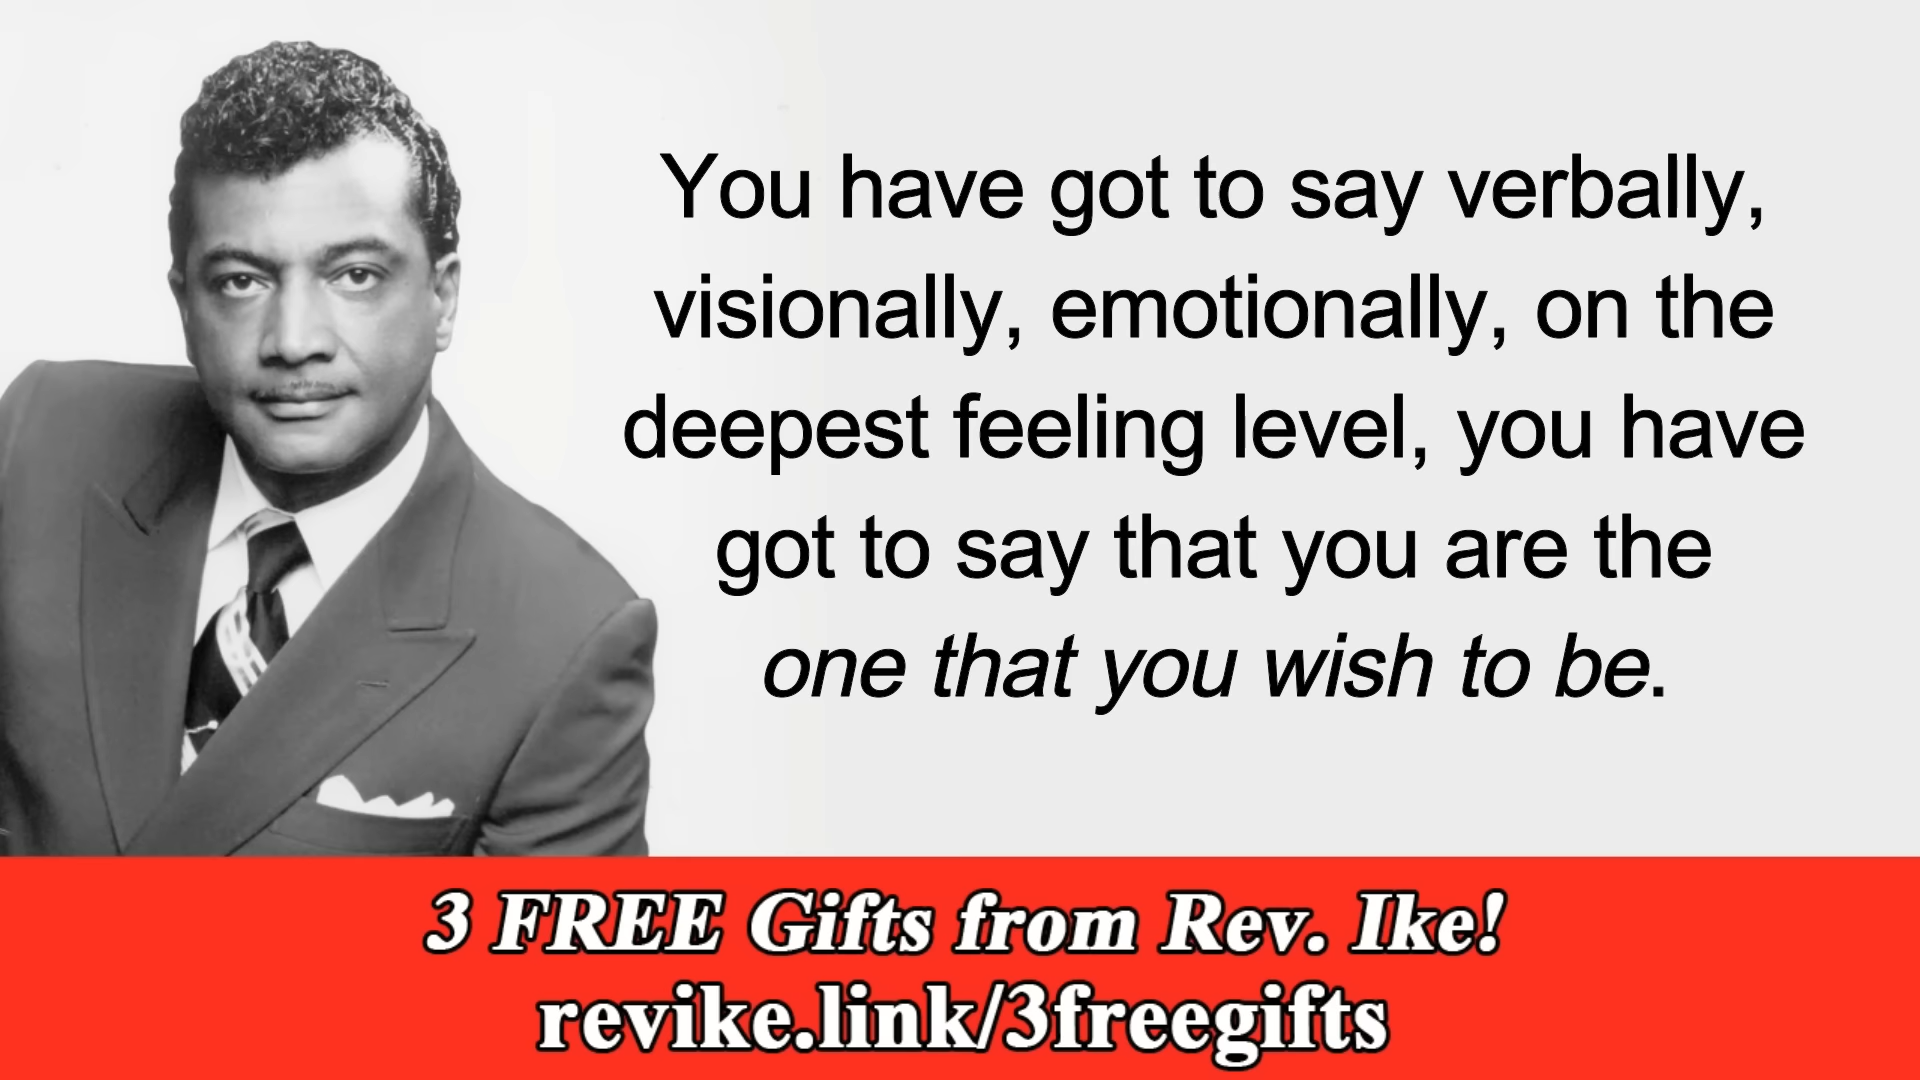 You have got to say verbally,
visionally, emotionally, on the
deepest feeling level, you have
got to say that you are the
one that you wish to be.
3 FREE Gifts from Rev. Ike!
revike.link/3freegifts